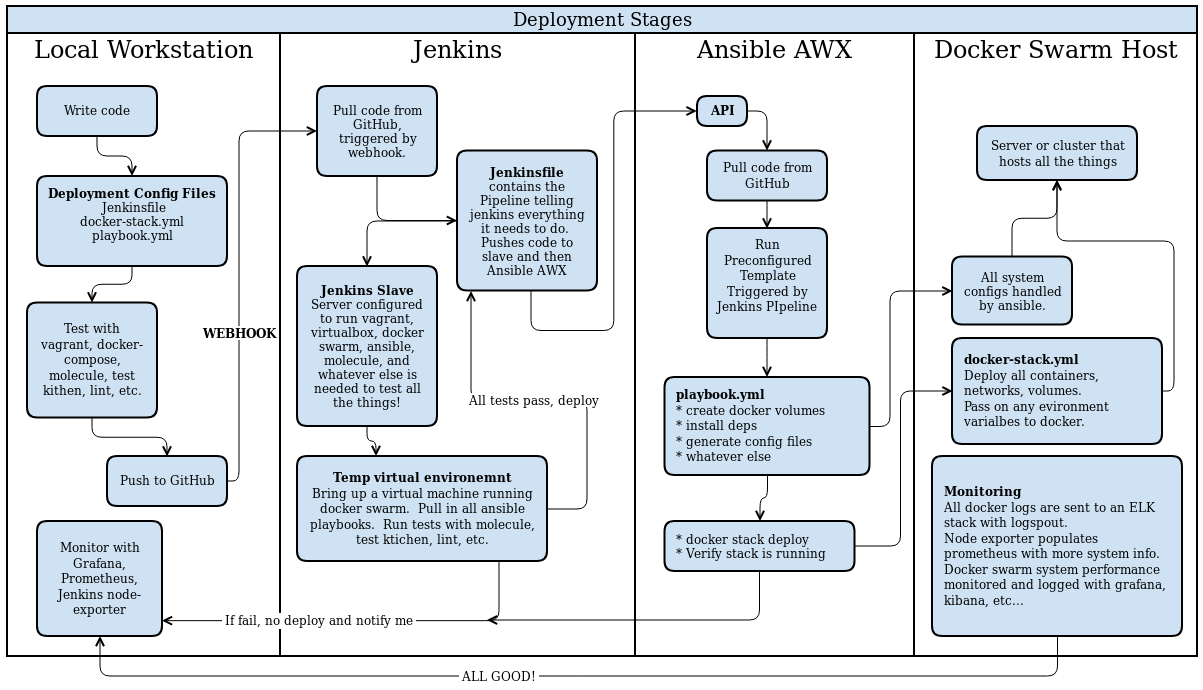 Deployment Stages
Local Workstation
Write code
Deployment Config Files
Jenkinsfile
docker-stack.yml
playbook.yml
Test with
vagrant, docker-
compose,
molecule, test
kithen, lint, etc.
Push to GitHub
Monitor with
Grafana,
Prometheus,
Jenkins node-
exporter
WEBHOOK
Jenkins
Pull code from
GitHub,
triggered by
webhook.
Jenkinsfile
contains the
Pipeline telling
jenkins everything
it needs to do.
Pushes code to
slave and then
Ansible AWX
Jenkins Slave
Server configured
to run vagrant,
virtualbox, docker
swarm, ansible,
molecule, and
whatever else is
needed to test all
the things!
All tests pass, deploy
Temp virtual environemnt
Bring up a virtual machine running
docker swarm. Pull in all ansible
playbooks. Run tests with molecule,
test ktichen, lint, etc.
If fail, no deploy and notify me
Ansible AWX
API
Pull code from
GitHub
Run
Preconfigured
Template
Triggered by
Jenkins PIpeline
playbook.yml
* create docker volumes
* install deps
* generate config files
* whatever else
* docker stack deploy
* Verify stack is running
Docker Swarm Host
Server or cluster that
hosts all the things
All system
configs handled
by ansible.
docker-stack.yml
Deploy all containers,
networks, volumes.
Pass on any evironment
varialbes to docker.
Monitoring
All docker logs are sent to an ELK
stack with logspout.
Node exporter populates
prometheus with more system info.
Docker swarm system performance
monitored and logged with grafana,
kibana, etc...
ALL GOOD!